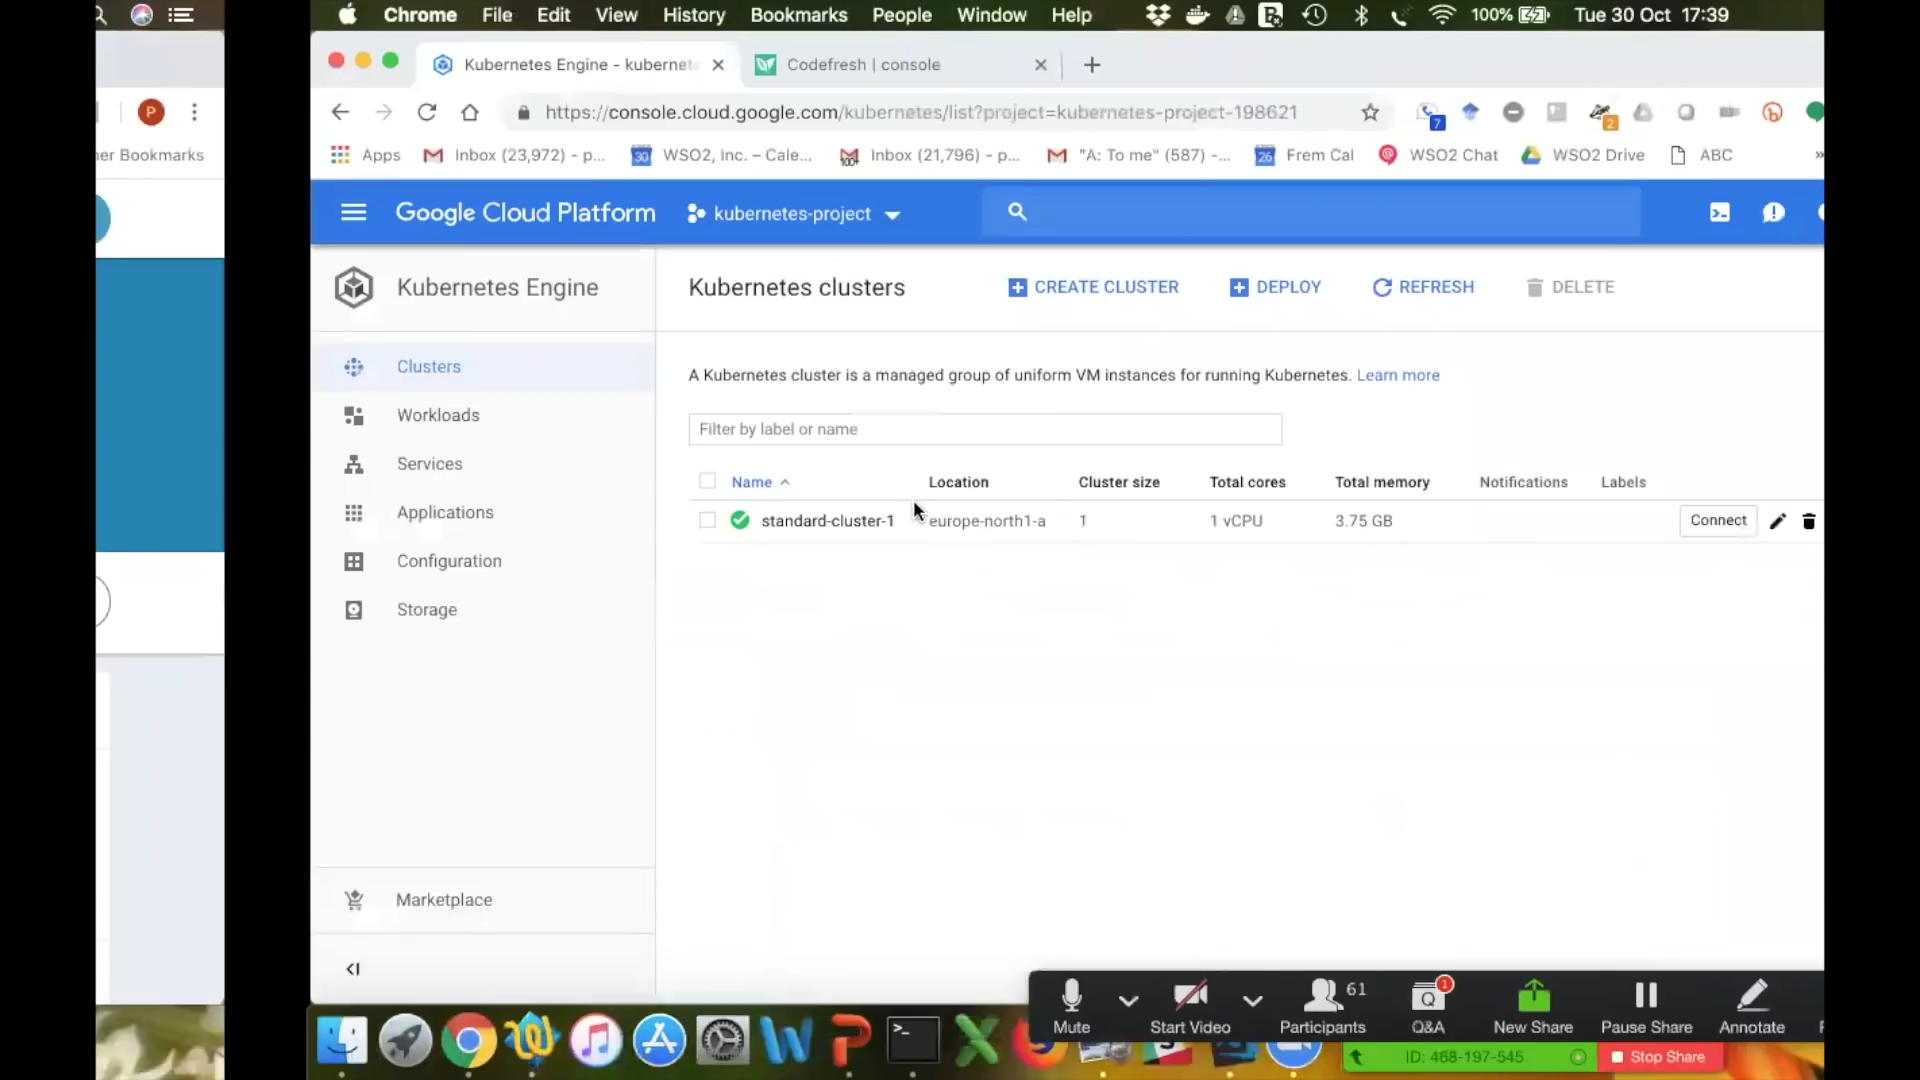 Chrome File Edit View History Bookmarks People Window Help 100% Tue 30 Oct 17:39
Kubernetes Engine - kubernet
Codefresh | console
https://console.cloud.google.com/kubernetes/list?project=kubernetes-project-198621
7
2
P
er Bookmarks
Apps
Inbox (23,972) - p...
30
WSO2, Inc. – Cale...
100+
Inbox (21,796) - p...
"A: To me" (587) -...
26
Frem Cal
WSO2 Chat
WSO2 Drive
ABC
»
Google Cloud Platform
kubernetes-project
Kubernetes Engine
Kubernetes clusters
CREATE CLUSTER
DEPLOY
REFRESH
DELETE
Clusters
Workloads
Services
Applications
Configuration
Storage
Marketplace
A Kubernetes cluster is a managed group of uniform VM instances for running Kubernetes. Learn more
Filter by label or name
Name Location Cluster size Total cores Total memory Notifications Labels
standard-cluster-1 europe-north1-a 1 1 vCPU 3.75 GB Connect
61
1
Q
Mute
Start Video
Participants
Q&A
New Share
Pause Share
Annotate
ID: 468-197-545
Stop Share